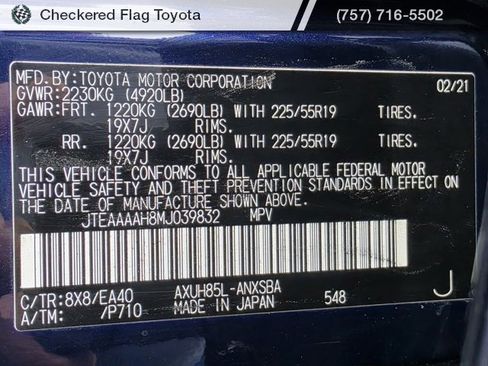 Checkered Flag Toyota
(757) 716-5502
MFD.BY:TOYOTA MOTOR CORPORATION 02/21
GVWR:2230KG (4920LB)
GAWR:FRT. 1220KG (2690LB) WITH 225/55R19 TIRES.
19X7J RIMS.
RR. 1220KG (2690LB) WITH 225/55R19 TIRES.
19X7J RIMS.
THIS VEHICLE CONFORMS TO ALL APPLICABLE FEDERAL MOTOR
VEHICLE SAFETY AND THEFT PREVENTION STANDARDS IN EFFECT ON
THE DATE OF MANUFACTURE SHOWN ABOVE.
JTEAAAAH8MJ039832 MPV
C/TR:8X8/EA40 AXUH85L-ANXSBA J
A/TM: /P710 MADE IN JAPAN 548